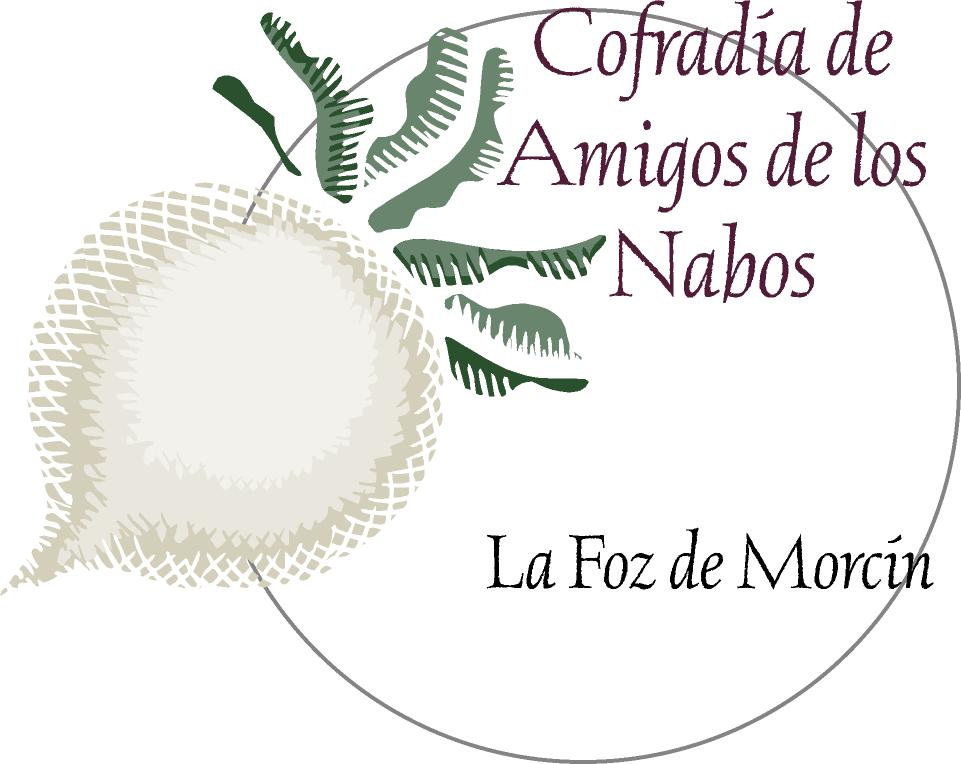 Cofradía de
Amigos de los
Nabos
La Foz de Morcín